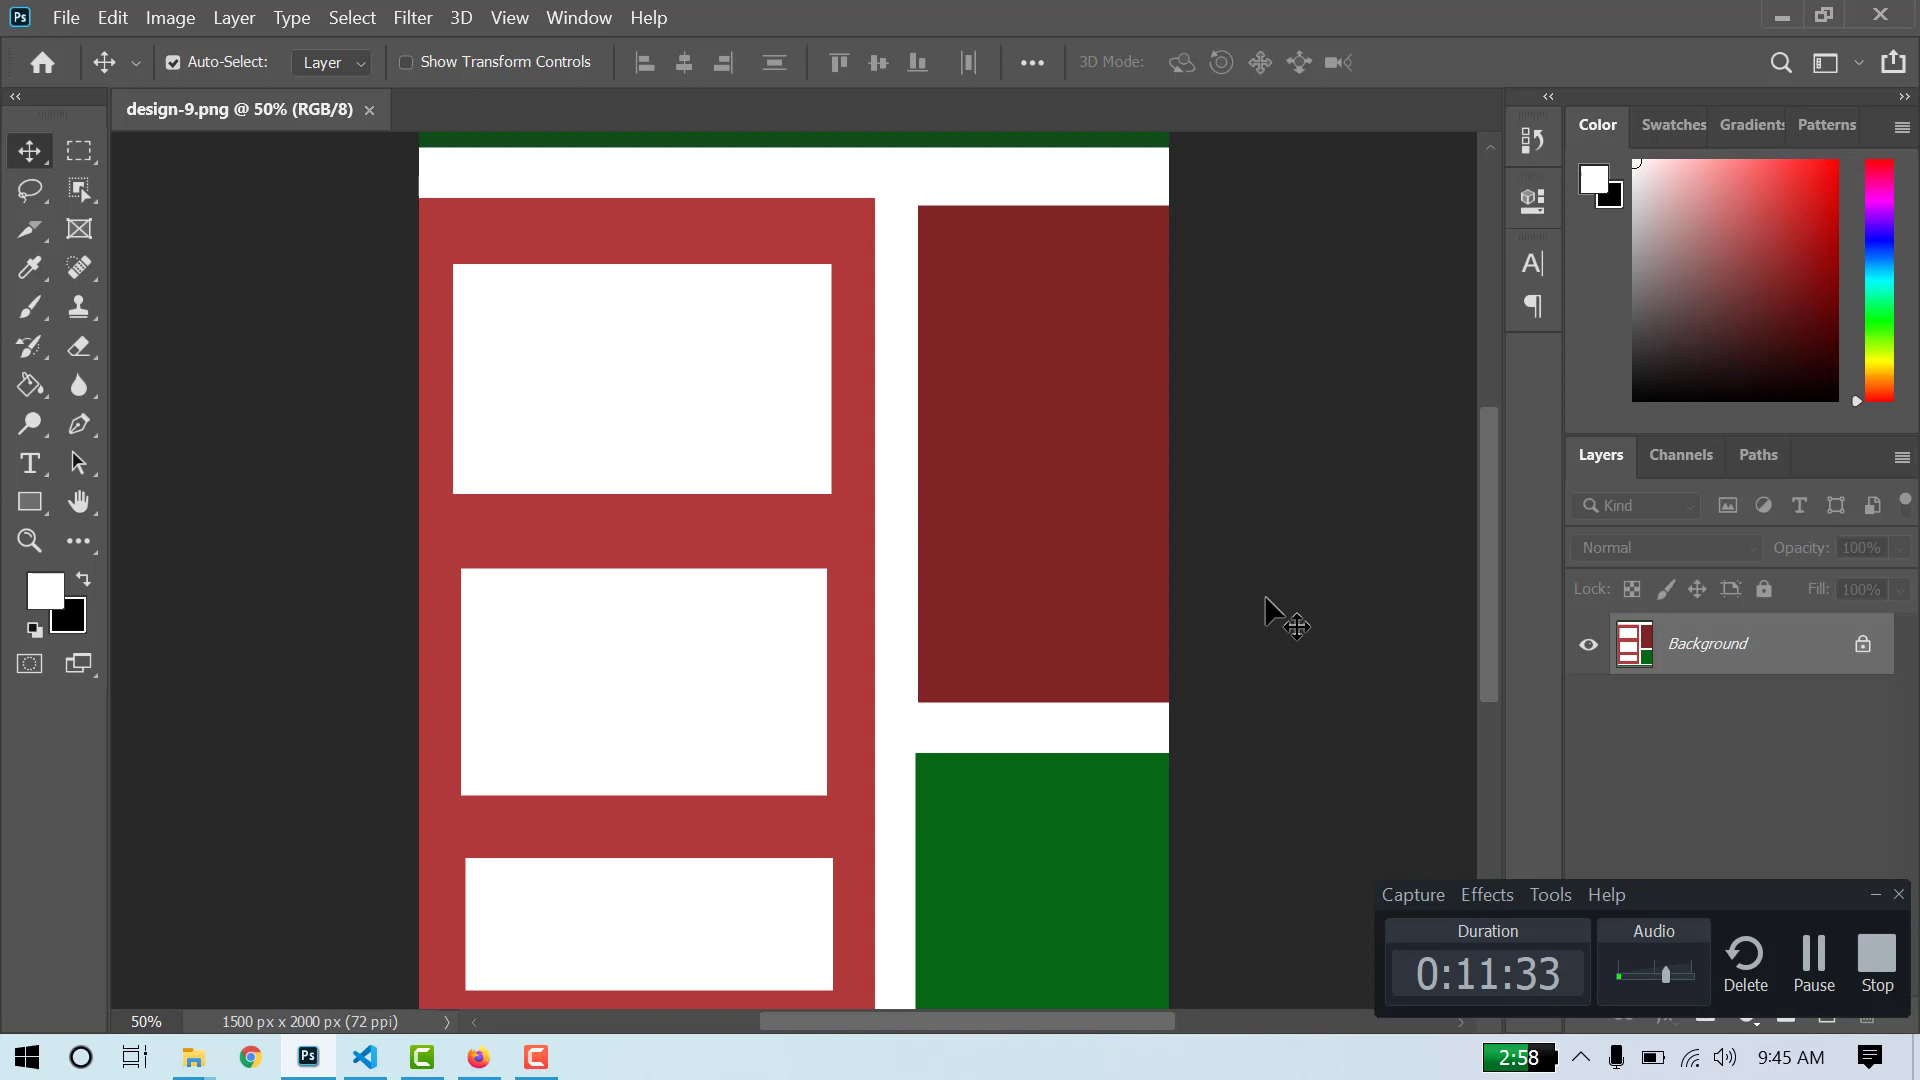 Ps File Edit Image Layer Type Select Filter 3D View Window Help
Auto-Select: Layer Show Transform Controls 3D Mode:
design-9.png @ 50% (RGB/8)
Color Swatches Gradients Patterns
Layers Channels Paths
Kind
Normal Opacity: 100%
Lock: Fill: 100%
Background
Capture Effects Tools Help
Duration Audio
0:11:33
Delete Pause Stop
50% 1500 px x 2000 px (72 ppi)
Ps 2:58 9:45 AM